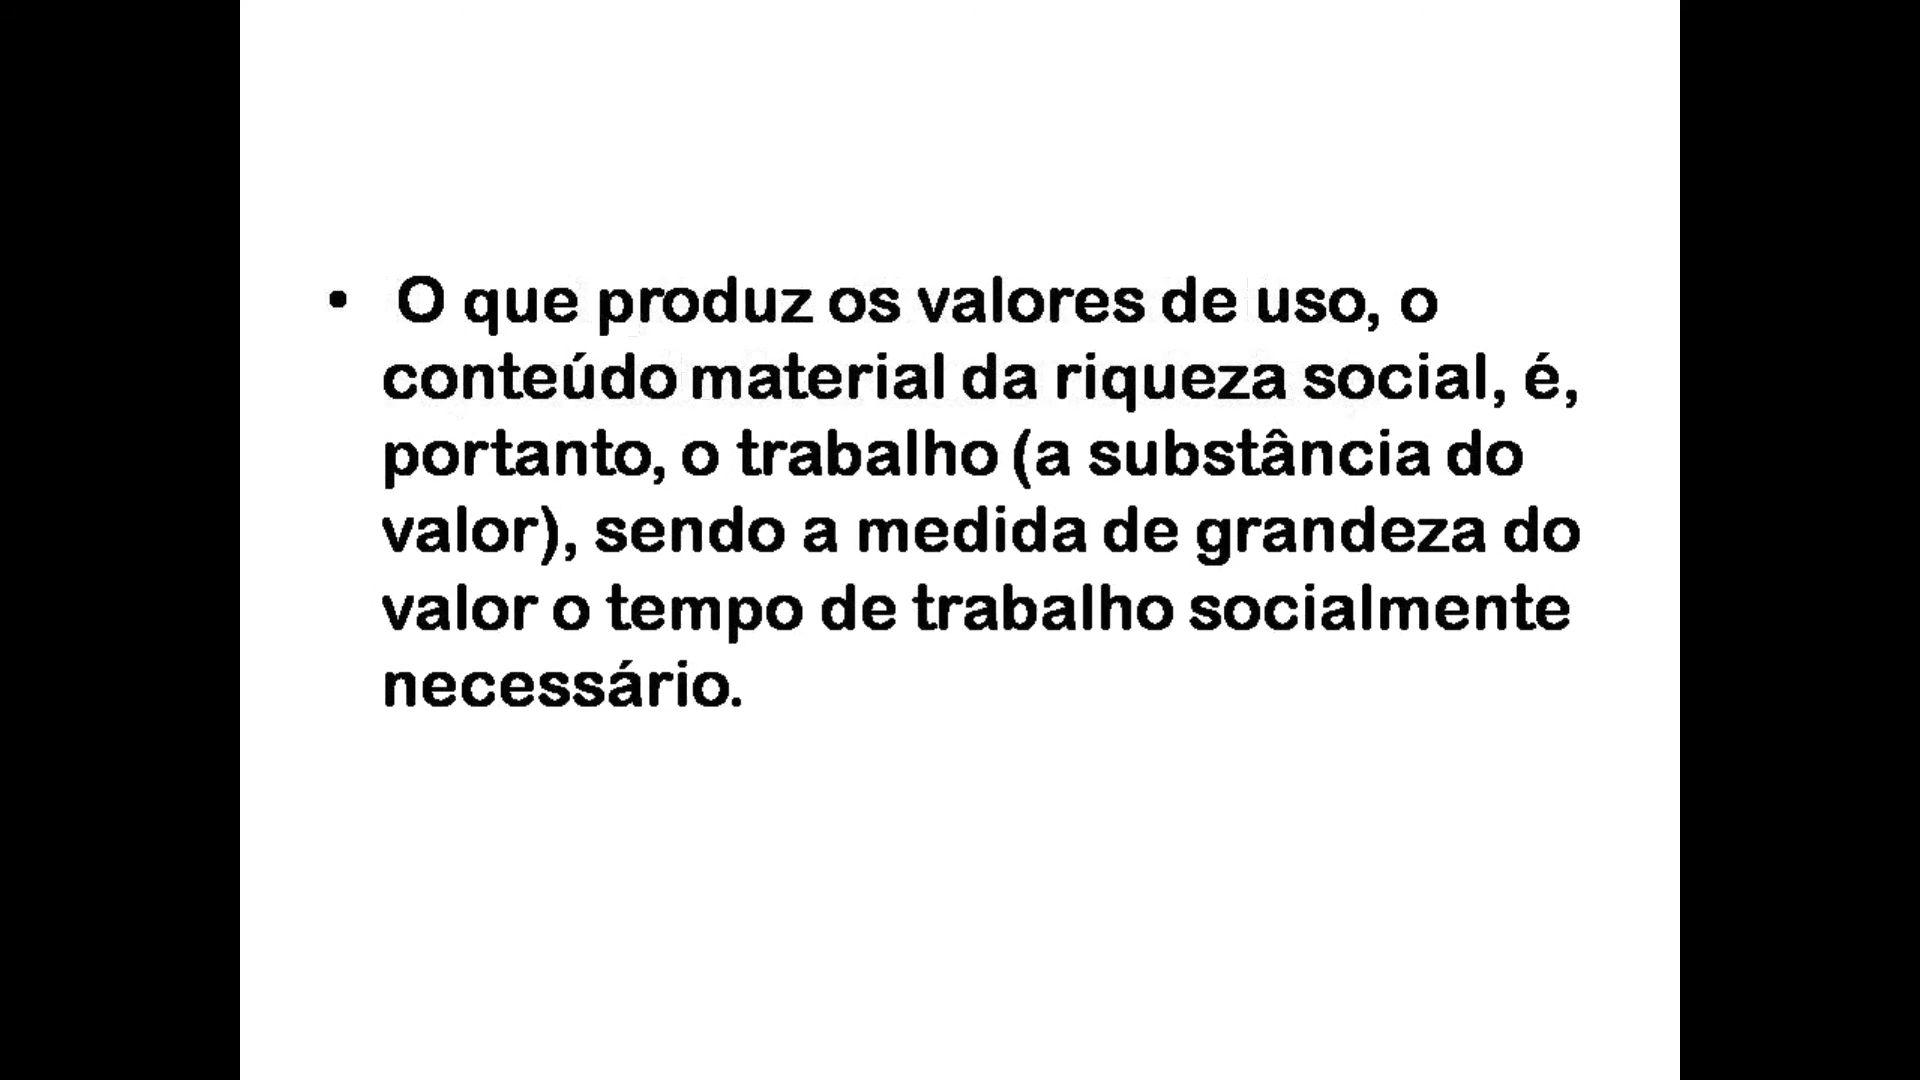 • O que produz os valores de uso, o
conteúdo material da riqueza social, é,
portanto, o trabalho (a substância do
valor), sendo a medida de grandeza do
valor o tempo de trabalho socialmente
necessário.